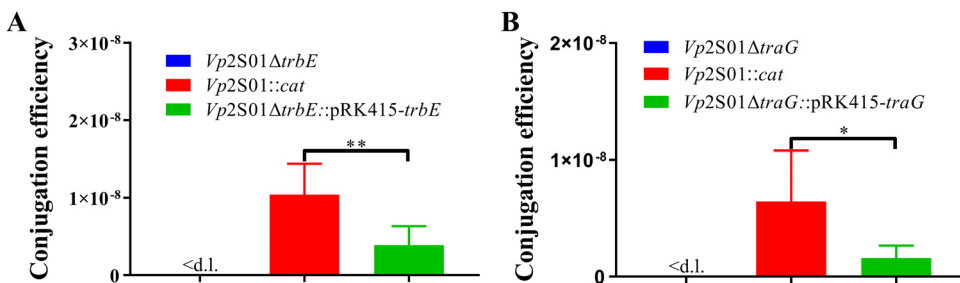 A
Conjugation efficiency
3×10⁻⁸
2×10⁻⁸
1×10⁻⁸
0
Vp2S01ΔtrbE
Vp2S01::cat
Vp2S01ΔtrbE::pRK415-trbE
**
<d.l.
B
Conjugation efficiency
2×10⁻⁸
1×10⁻⁸
0
Vp2S01ΔtraG
Vp2S01::cat
Vp2S01ΔtraG::pRK415-traG
*
<d.l.